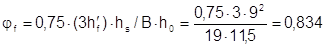 φf = 0,75 · (3h′f) · hs / B · h0 = (0,75 · 3 · 9²) / (19 · 11,5) = 0,834